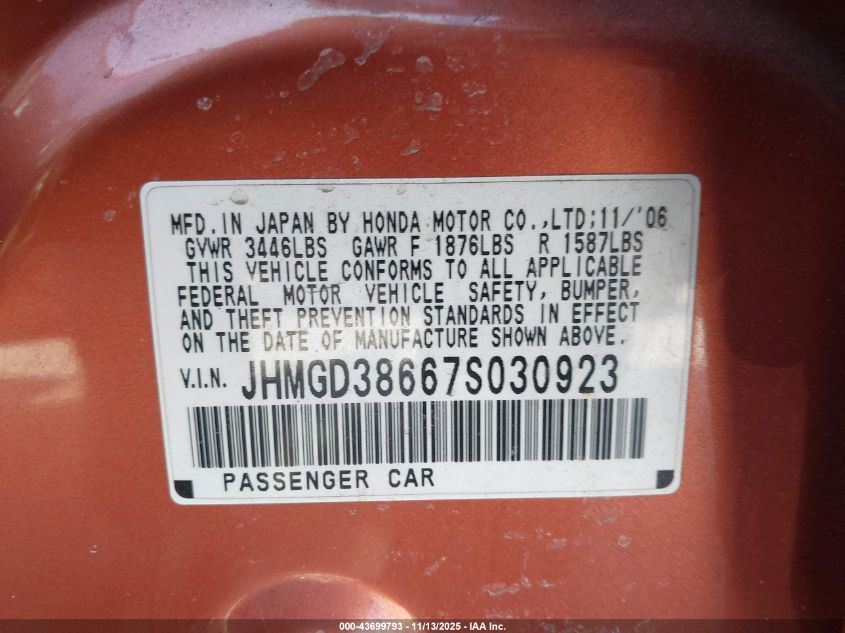 MFD. IN JAPAN BY HONDA MOTOR CO., LTD; 11/'06
GVWR 3446LBS GAWR F 1876LBS R 1587LBS
THIS VEHICLE CONFORMS TO ALL APPLICABLE
FEDERAL MOTOR VEHICLE SAFETY, BUMPER,
AND THEFT PREVENTION STANDARDS IN EFFECT
ON THE DATE OF MANUFACTURE SHOWN ABOVE.
V.I.N. JHMGD38667S030923
PASSENGER CAR
000-43699793 - 11/13/2025 - IAA Inc.